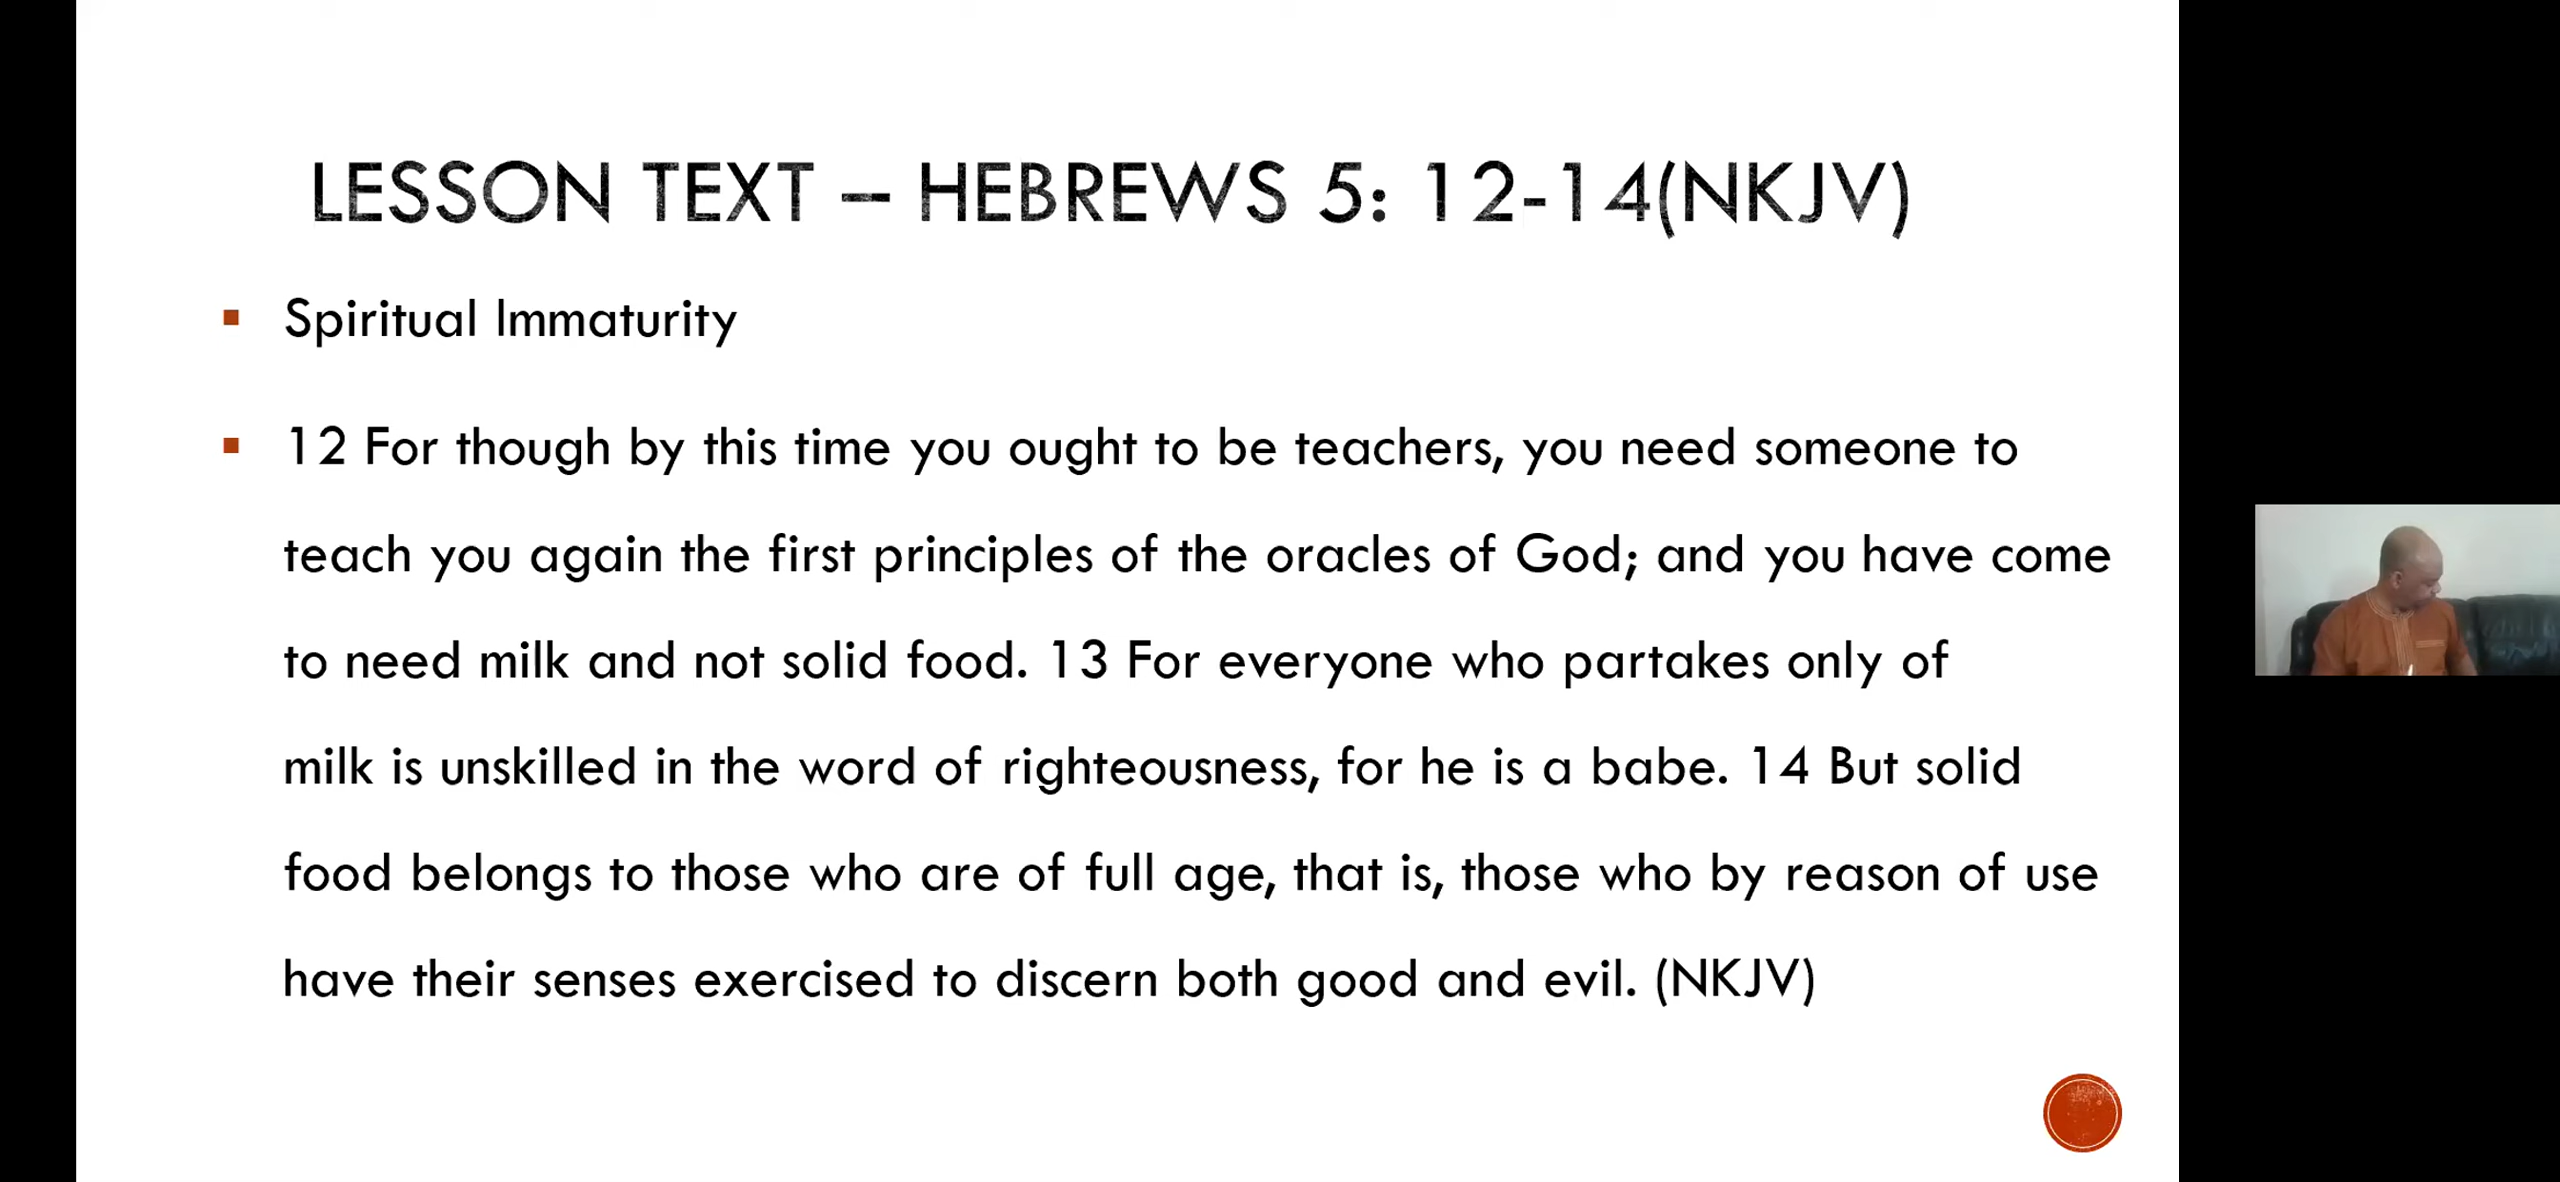 LESSON TEXT – HEBREWS 5: 12-14(NKJV)
Spiritual Immaturity
12 For though by this time you ought to be teachers, you need someone to
teach you again the first principles of the oracles of God; and you have come
to need milk and not solid food. 13 For everyone who partakes only of
milk is unskilled in the word of righteousness, for he is a babe. 14 But solid
food belongs to those who are of full age, that is, those who by reason of use
have their senses exercised to discern both good and evil. (NKJV)